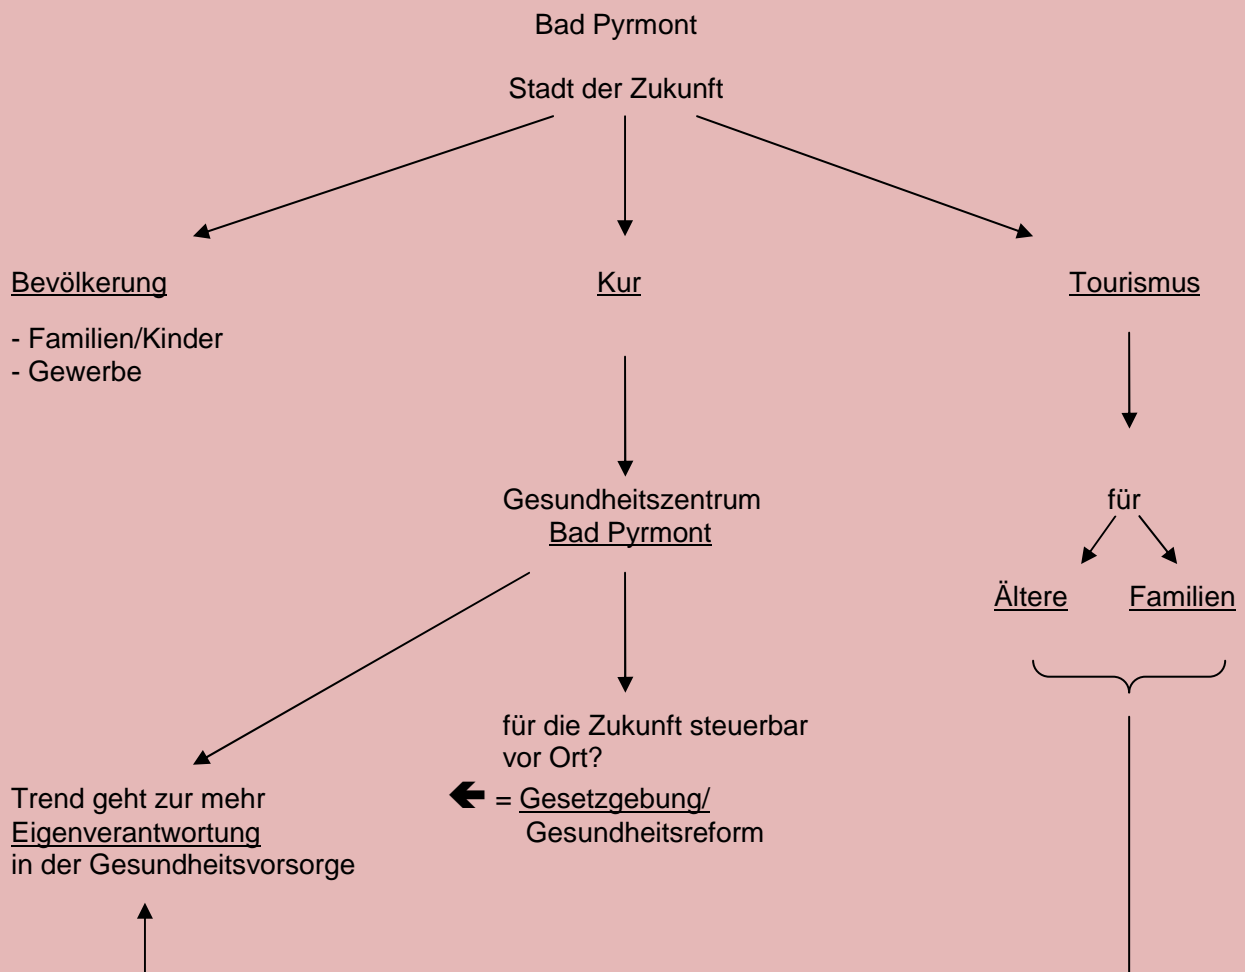 Bad Pyrmont
Stadt der Zukunft
Bevölkerung
Kur
Tourismus
- Familien/Kinder
- Gewerbe
Gesundheitszentrum
Bad Pyrmont
für
Ältere
Familien
für die Zukunft steuerbar
vor Ort?
Trend geht zur mehr
Eigenverantwortung
in der Gesundheitsvorsorge
= Gesetzgebung/
Gesundheitsreform